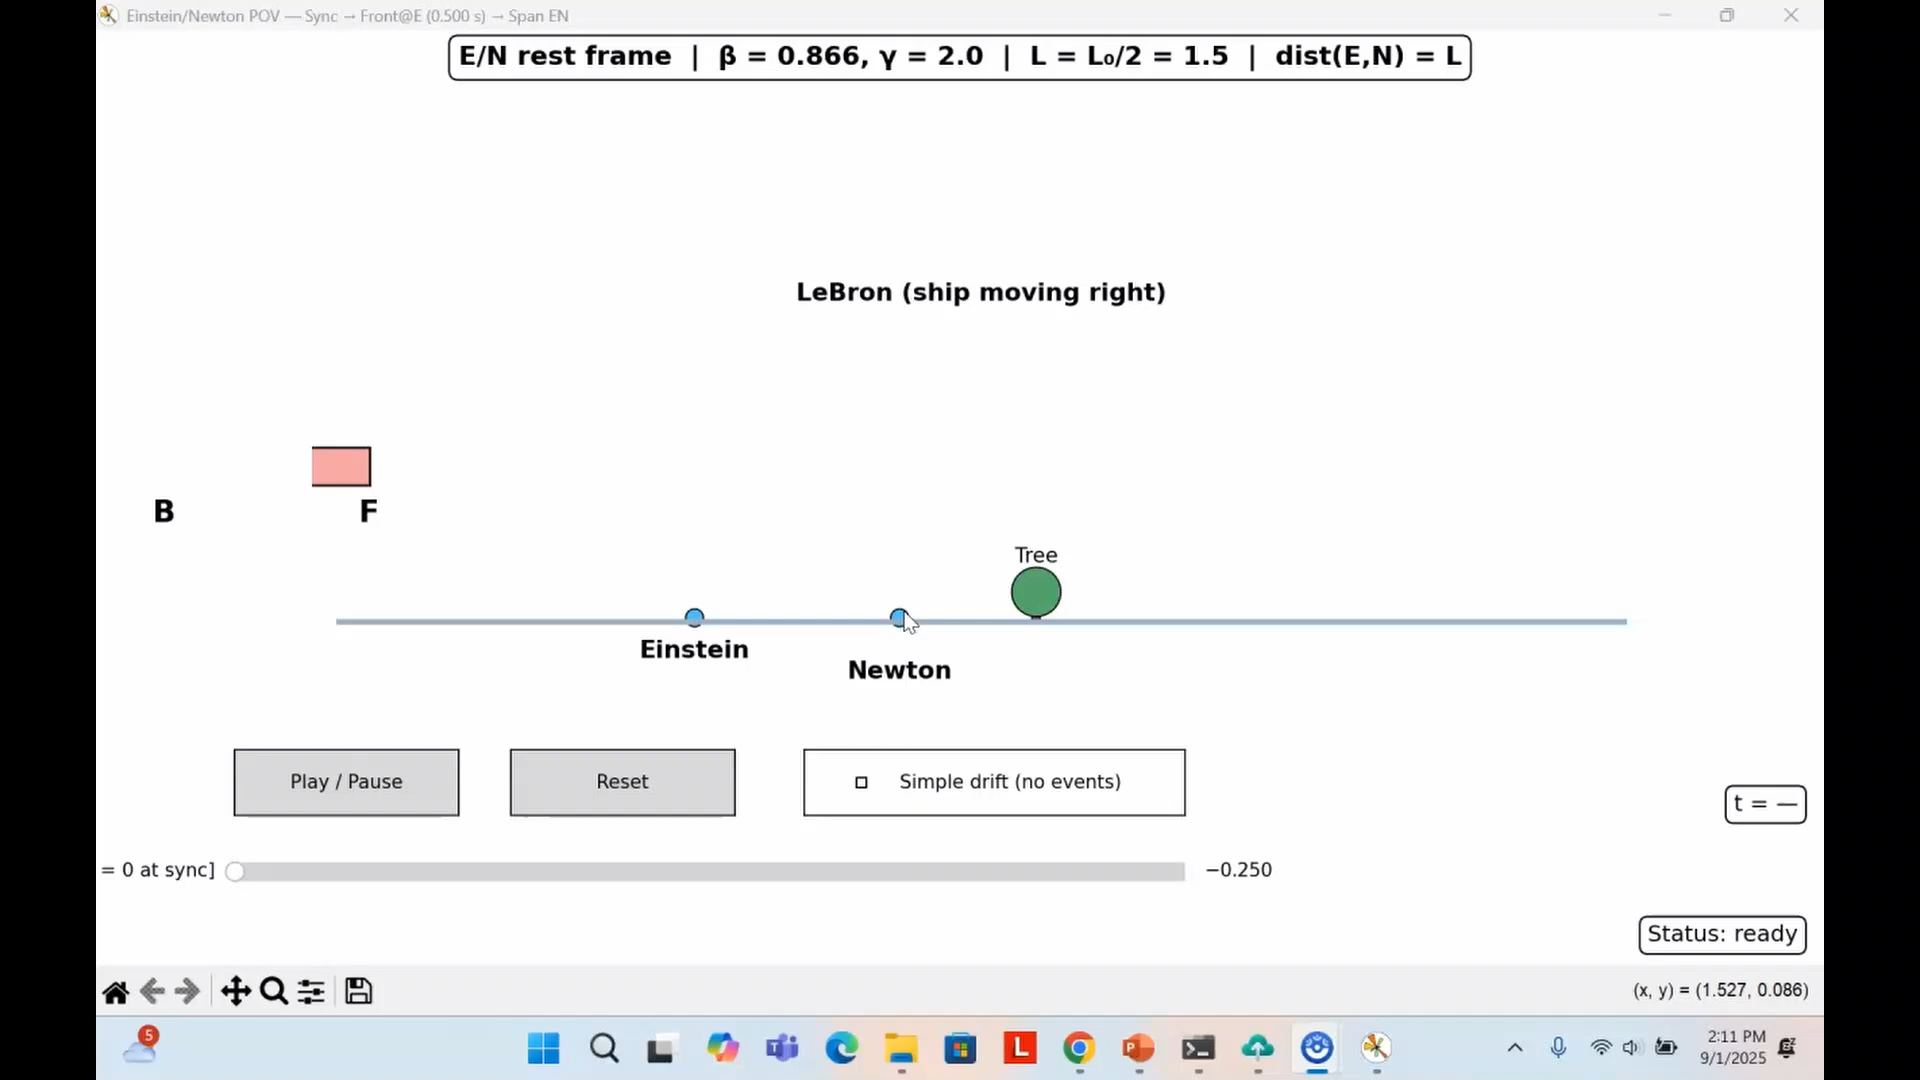 Einstein/Newton POV — Sync → Front@E (0.500 s) → Span EN
E/N rest frame | β = 0.866, γ = 2.0 | L = L₀/2 = 1.5 | dist(E,N) = L
LeBron (ship moving right)
B F
Tree
Einstein
Newton
Play / Pause Reset Simple drift (no events)
t = —
= 0 at sync] −0.250
Status: ready
(x, y) = (1.527, 0.086)
5
L
2:11 PM
9/1/2025